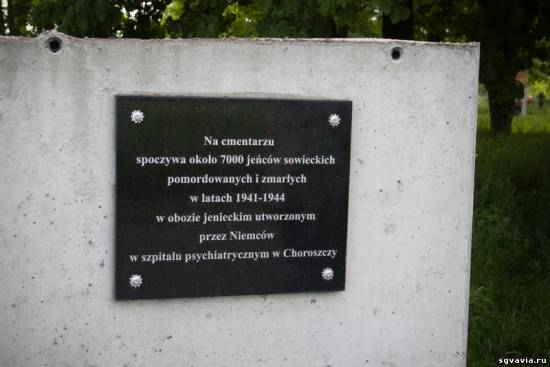 Na cmentarzu
spoczywa około 7000 jeńców sowieckich
pomordowanych i zmarłych
w latach 1941-1944
w obozie jenieckim utworzonym
przez Niemców
w szpitalu psychiatrycznym w Choroszczy
sgvavia.ru